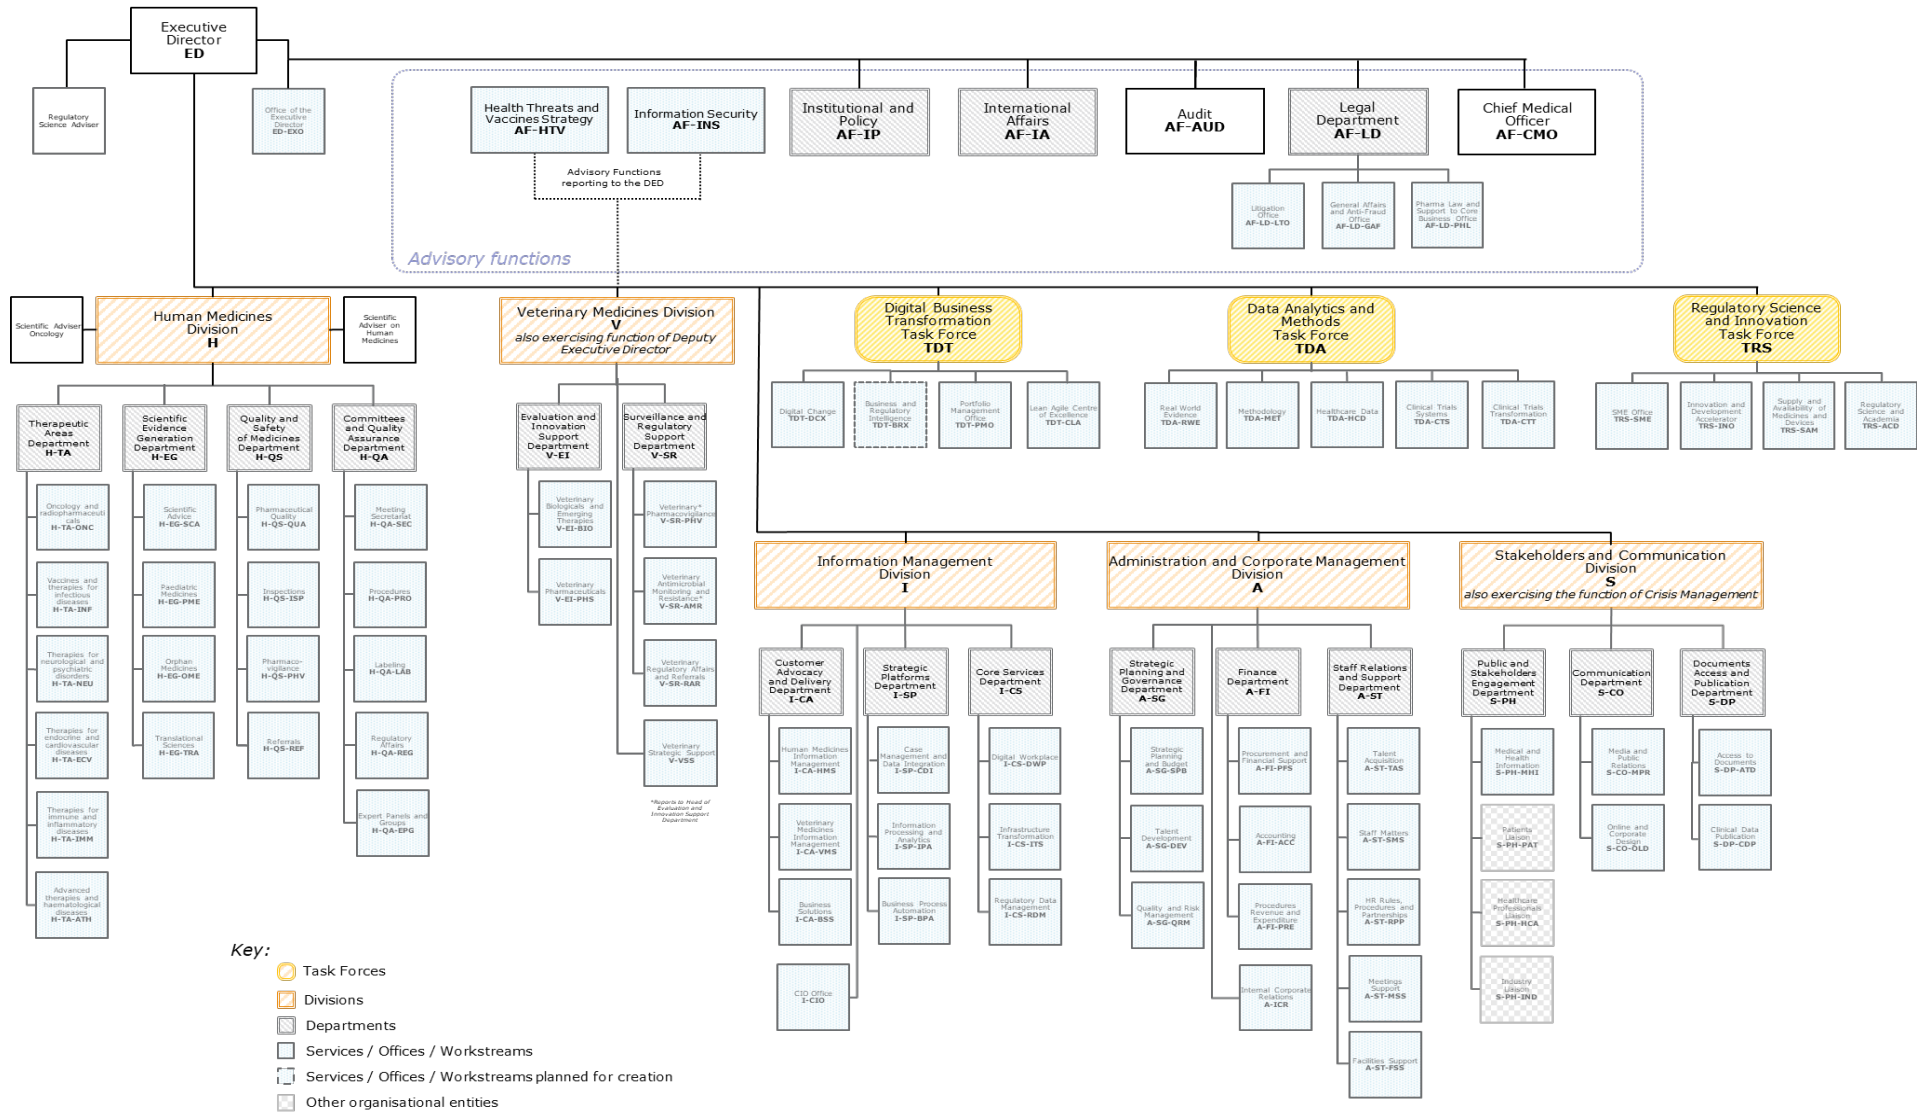 Executive
Director
ED
Regulatory
Science Adviser
Office of the
Executive
Director
ED-EXO
Health Threats and
Vaccines Strategy
AF-HTV
Information Security
AF-INS
Institutional and
Policy
AF-IP
International
Affairs
AF-IA
Audit
AF-AUD
Legal
Department
AF-LD
Chief Medical
Officer
AF-CMO
Advisory Functions
reporting to the DED
Litigation
Office
AF-LD-LTO
General Affairs
and Anti-Fraud
Office
AF-LD-GAF
Pharma Law and
Support to Core
Business Office
AF-LD-PHL
Advisory functions
Scientific Adviser
Oncology
Human Medicines
Division
H
Scientific
Adviser on
Human
Medicines
Veterinary Medicines Division
V
also exercising function of Deputy
Executive Director
Digital Business
Transformation
Task Force
TDT
Data Analytics and
Methods
Task Force
TDA
Regulatory Science
and Innovation
Task Force
TRS
Digital Change
TDT-DCX
Business and
Regulatory
Intelligence
TDT-BRX
Portfolio
Management
Office
TDT-PMO
Lean Agile Centre
of Excellence
TDT-CLA
Real World
Evidence
TDA-RWE
Methodology
TDA-MET
Healthcare Data
TDA-HCD
Clinical Trials
Systems
TDA-CTS
Clinical Trials
Transformation
TDA-CTT
SME Office
TRS-SME
Innovation and
Development
Accelerator
TRS-INO
Supply and
Availability of
Medicines and
Devices
TRS-SAM
Regulatory
Science and
Academia
TRS-ACD
Therapeutic
Areas
Department
H-TA
Scientific
Evidence
Generation
Department
H-EG
Quality and
Safety
of Medicines
Department
H-QS
Committees
and Quality
Assurance
Department
H-QA
Evaluation and
Innovation
Support
Department
V-EI
Surveillance and
Regulatory
Support
Department
V-SR
Oncology and
radiopharmaceuti
cals
H-TA-ONC
Scientific
Advice
H-EG-SCA
Pharmaceutical
Quality
H-QS-QUA
Meeting
Secretariat
H-QA-SEC
Veterinary
Biologicals and
Emerging
Therapies
V-EI-BIO
Veterinary*
Pharmacovigilance
V-SR-PHV
Vaccines and
therapies for
infectious
diseases
H-TA-INF
Paediatric
Medicines
H-EG-PME
Inspections
H-QS-ISP
Procedures
H-QA-PRO
Veterinary
Pharmaceuticals
V-EI-PHS
Veterinary
Antimicrobial
Monitoring and
Resistance*
V-SR-AMR
Therapies for
neurological and
psychiatric
disorders
H-TA-NEU
Orphan
Medicines
H-EG-OME
Pharmaco-
vigilance
H-QS-PHV
Labeling
H-QA-LAB
Veterinary
Regulatory Affairs
and Referrals
V-SR-RAR
Therapies for
endocrine and
cardiovascular
diseases
H-TA-ECV
Translational
Sciences
H-EG-TRA
Referrals
H-QS-REF
Regulatory
Affairs
H-QA-REG
Veterinary
Strategic Support
V-VSS
Therapies for
immune and
inflammatory
diseases
H-TA-IMM
Expert Panels and
Groups
H-QA-EPG
*Reports to Head of
Evaluation and
Innovation Support
Department
Advanced
therapies and
haematological
diseases
H-TA-ATH
Information Management
Division
I
Administration and Corporate Management
Division
A
Stakeholders and Communication
Division
S
also exercising the function of Crisis Management
Customer
Advocacy
and Delivery
Department
I-CA
Strategic
Platforms
Department
I-SP
Core Services
Department
I-CS
Strategic
Planning and
Governance
Department
A-SG
Finance
Department
A-FI
Staff Relations
and Support
Department
A-ST
Public and
Stakeholders
Engagement
Department
S-PH
Communication
Department
S-CO
Documents
Access and
Publication
Department
S-DP
Human Medicines
Information
Management
I-CA-HMS
Case
Management and
Data Integration
I-SP-CDI
Digital Workplace
I-CS-DWP
Strategic
Planning
and Budget
A-SG-SPB
Procurement and
Financial Support
A-FI-PFS
Talent
Acquisition
A-ST-TAS
Medical and
Health
Information
S-PH-MHI
Media and
Public
Relations
S-CO-MPR
Access to
Documents
S-DP-ATD
Veterinary
Medicines
Information
Management
I-CA-VMS
Information
Processing and
Analytics
I-SP-IPA
Infrastructure
Transformation
I-CS-ITS
Talent
Development
A-SG-DEV
Accounting
A-FI-ACC
Staff Matters
A-ST-SMS
Patients
Liaison
S-PH-PAT
Online and
Corporate
Design
S-CO-OLD
Clinical Data
Publication
S-DP-CDP
Business
Solutions
I-CA-BSS
Business Process
Automation
I-SP-BPA
Regulatory Data
Management
I-CS-RDM
Quality and Risk
Management
A-SG-QRM
Procedures
Revenue and
Expenditure
A-FI-PRE
HR Rules,
Procedures and
Partnerships
A-ST-RPP
Healthcare
Professionals
Liaison
S-PH-HCA
CIO Office
I-CIO
Internal Corporate
Relations
A-ICR
Meetings
Support
A-ST-MSS
Industry
Liaison
S-PH-IND
Facilities Support
A-ST-FSS
Key:
Task Forces
Divisions
Departments
Services / Offices / Workstreams
Services / Offices / Workstreams planned for creation
Other organisational entities